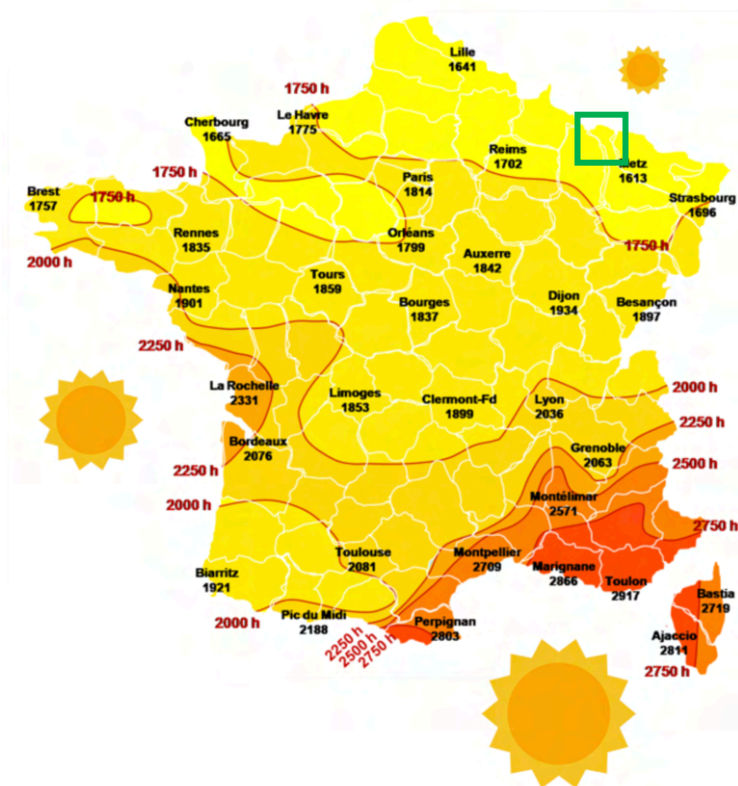 Lille
1641
1750 h
Le Havre
1775
Cherbourg
1665
Reims
1702
Metz
1613
1750 h
Paris
1814
Brest
1757
1750 h
Strasbourg
1696
Rennes
1835
Orléans
1799
1750 h
2000 h
Auxerre
1842
Tours
1859
Nantes
1901
Bourges
1837
Dijon
1934
Besançon
1897
2250 h
La Rochelle
2331
Limoges
1853
Clermont-Fd
1899
Lyon
2036
2000 h
2250 h
Bordeaux
2076
Grenoble
2063
2250 h
2500 h
2000 h
Montélimar
2571
2750 h
Toulouse
2081
Montpellier
2709
Marignane
2866
Toulon
2917
Biarritz
1921
Bastia
2719
2000 h
Pic du Midi
2188
Perpignan
2803
2250 h
2500 h
2750 h
Ajaccio
2811
2750 h